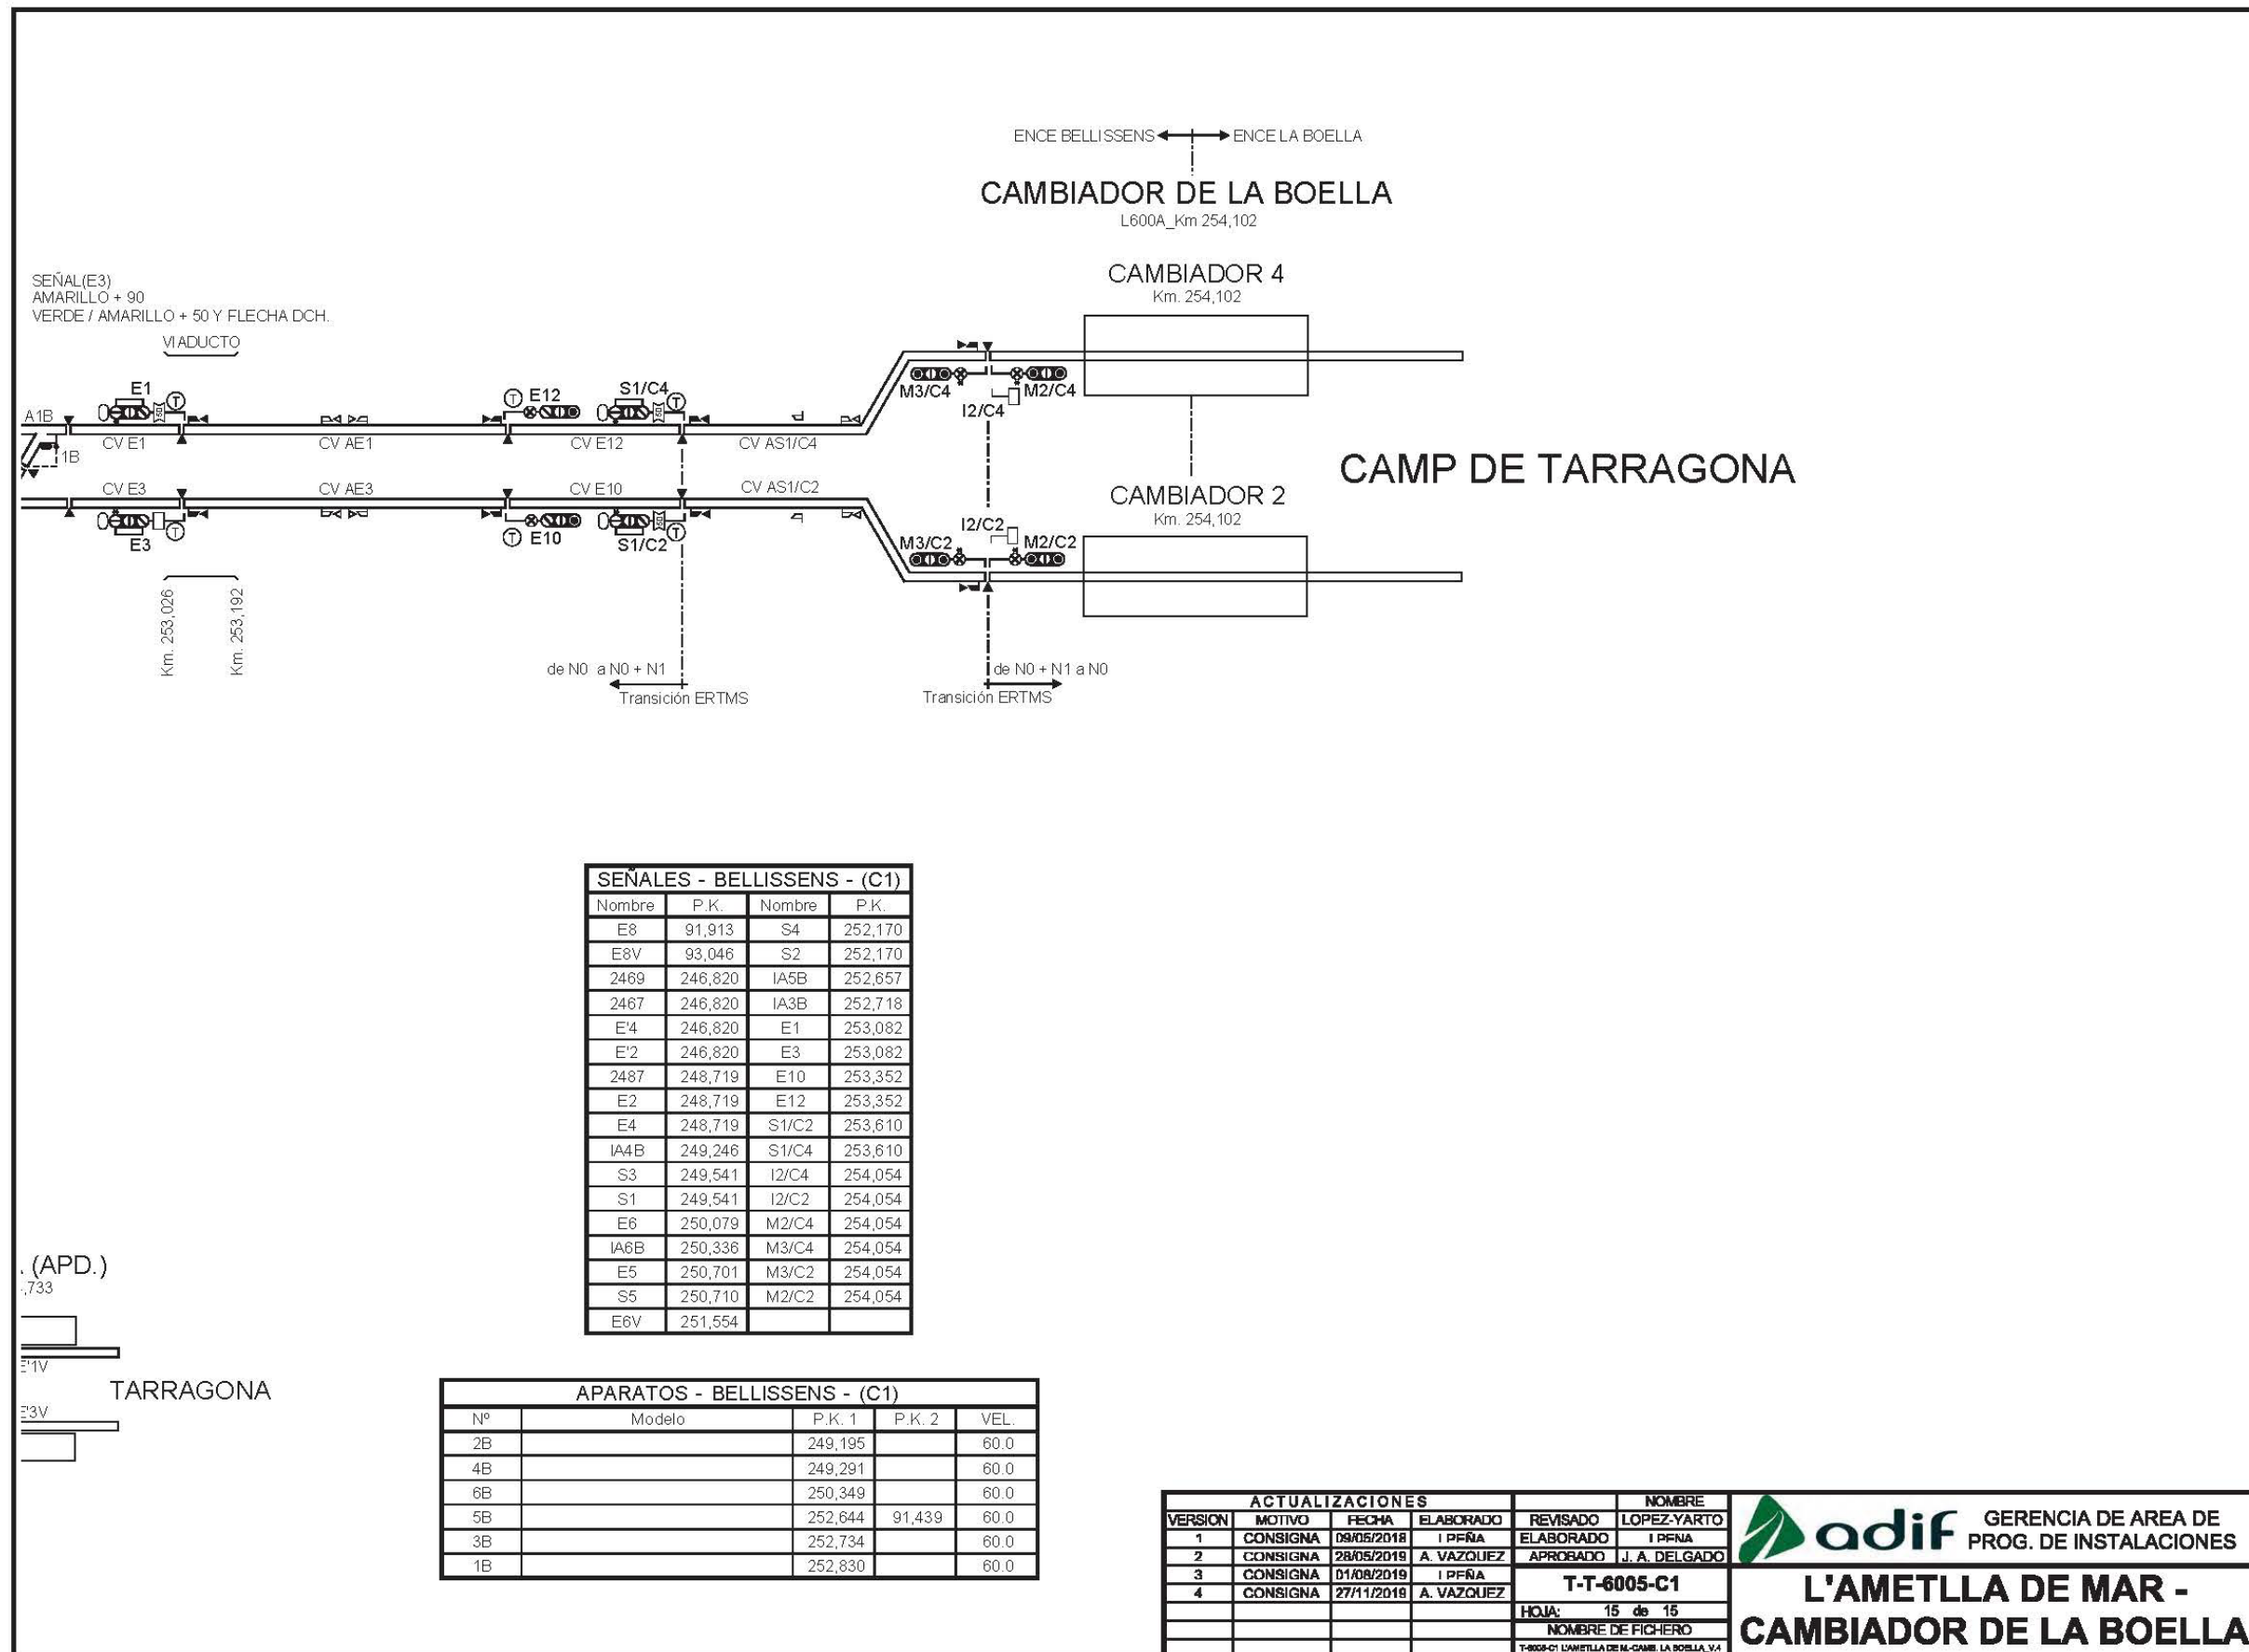 ENCE BELLISSENS ENCE LA BOELLA
CAMBIADOR DE LA BOELLA
L600A_Km 254,102
SEÑAL(E3)
AMARILLO + 90
VERDE / AMARILLO + 50 Y FLECHA DCH.
VIADUCTO
CAMBIADOR 4
Km. 254,102
E1 T T E12 S1/C4 T
M3/C4 M2/C4
I2/C4
A1B
CV E1 CV AE1 CV E12 CV AS1/C4
1B
CAMP DE TARRAGONA
CV E3 CV AE3 CV E10 CV AS1/C2
CAMBIADOR 2
Km. 254,102
I2/C2
M3/C2 M2/C2
E3 T T E10 S1/C2 T
Km. 253,026
Km. 253,192
de N0 a N0 + N1
Transición ERTMS
de N0 + N1 a N0
Transición ERTMS
SEÑALES - BELLISSENS - (C1)
Nombre P.K. Nombre P.K.
E8 91,913 S4 252,170
E8V 93,046 S2 252,170
2469 246,820 IA5B 252,657
2467 246,820 IA3B 252,718
E'4 246,820 E1 253,082
E'2 246,820 E3 253,082
2487 248,719 E10 253,352
E2 248,719 E12 253,352
E4 248,719 S1/C2 253,610
IA4B 249,246 S1/C4 253,610
S3 249,541 I2/C4 254,054
S1 249,541 I2/C2 254,054
E6 250,079 M2/C4 254,054
IA6B 250,336 M3/C4 254,054
E5 250,701 M3/C2 254,054
S5 250,710 M2/C2 254,054
E6V 251,554
. (APD.)
,733
E'1V
TARRAGONA
E'3V
APARATOS - BELLISSENS - (C1)
Nº Modelo P.K. 1 P.K. 2 VEL.
2B 249,195 60.0
4B 249,291 60.0
6B 250,349 60.0
5B 252,644 91,439 60.0
3B 252,734 60.0
1B 252,830 60.0
ACTUALIZACIONES NOMBRE
VERSION MOTIVO FECHA ELABORADO REVISADO LOPEZ-YARTO
1 CONSIGNA 09/05/2018 I PEÑA ELABORADO I PENA
2 CONSIGNA 28/05/2019 A. VAZQUEZ APROBADO J. A. DELGADO
3 CONSIGNA 01/08/2019 I PEÑA
4 CONSIGNA 27/11/2019 A. VAZQUEZ
T-T-6005-C1
HOJA: 15 de 15
NOMBRE DE FICHERO
T-6005-C1 L'AMETLLA DE M.-CAMB. LA BOELLA_V.4
adif
GERENCIA DE AREA DE
PROG. DE INSTALACIONES
L'AMETLLA DE MAR -
CAMBIADOR DE LA BOELLA